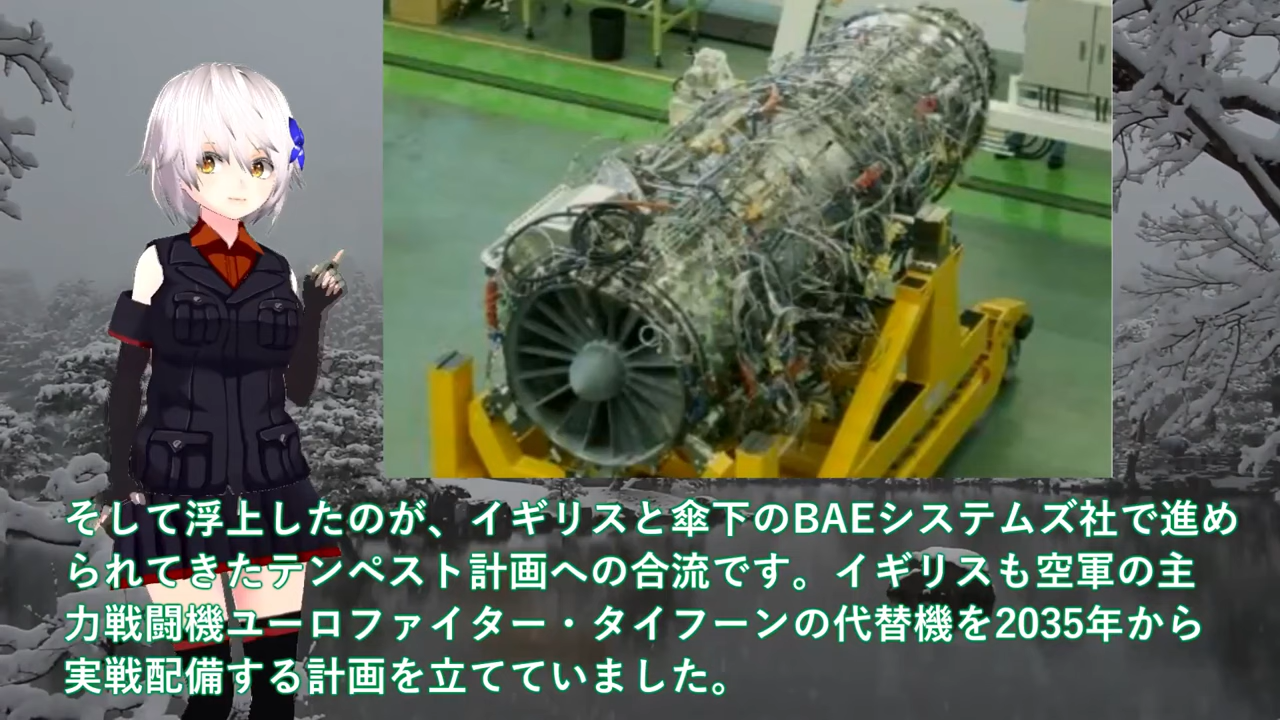 そして浮上したのが、イギリスと傘下のBAEシステムズ社で進め
られてきたテンペスト計画への合流です。イギリスも空軍の主
力戦闘機ユーロファイター・タイフーンの代替機を2035年から
実戦配備する計画を立てていました。